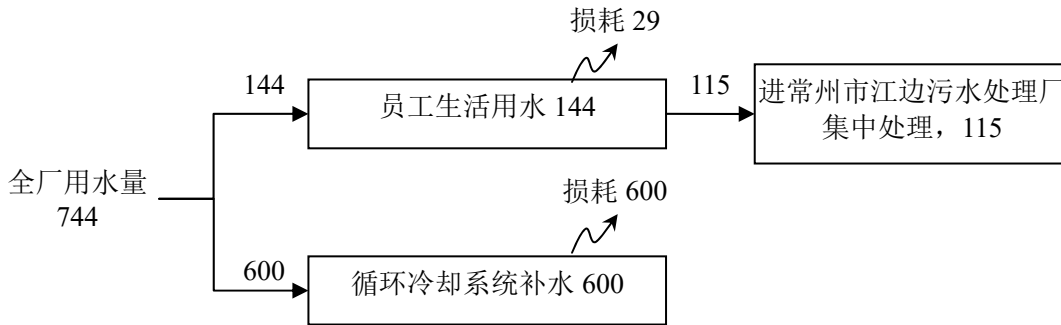 损耗 29
144
员工生活用水 144
115
进常州市江边污水处理厂
集中处理，115
全厂用水量
744
损耗 600
600
循环冷却系统补水 600